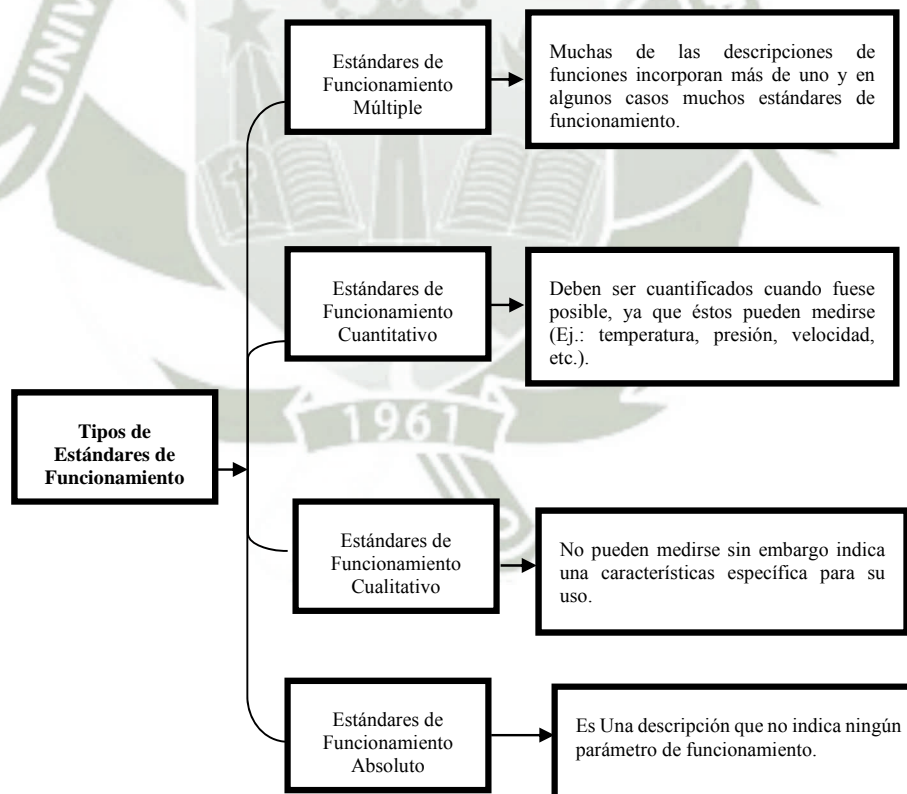 UNIV
Estándares de
Funcionamiento
Múltiple
Muchas de las descripciones de
funciones incorporan más de uno y en
algunos casos muchos estándares de
funcionamiento.
Estándares de
Funcionamiento
Cuantitativo
Deben ser cuantificados cuando fuese
posible, ya que éstos pueden medirse
(Ej.: temperatura, presión, velocidad,
etc.).
1961
Tipos de
Estándares de
Funcionamiento
Estándares de
Funcionamiento
Cualitativo
No pueden medirse sin embargo indica
una características específica para su
uso.
Estándares de
Funcionamiento
Absoluto
Es Una descripción que no indica ningún
parámetro de funcionamiento.